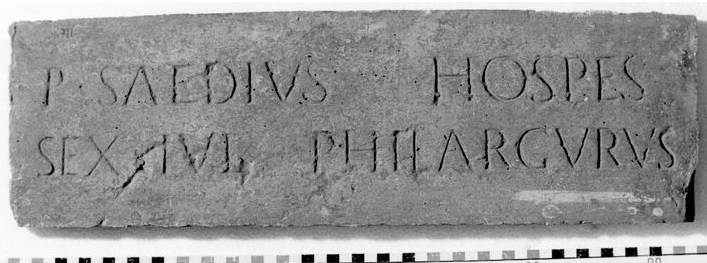 P · SAEDIVS HOSPES
SEX · IVL PHILARGVRVS